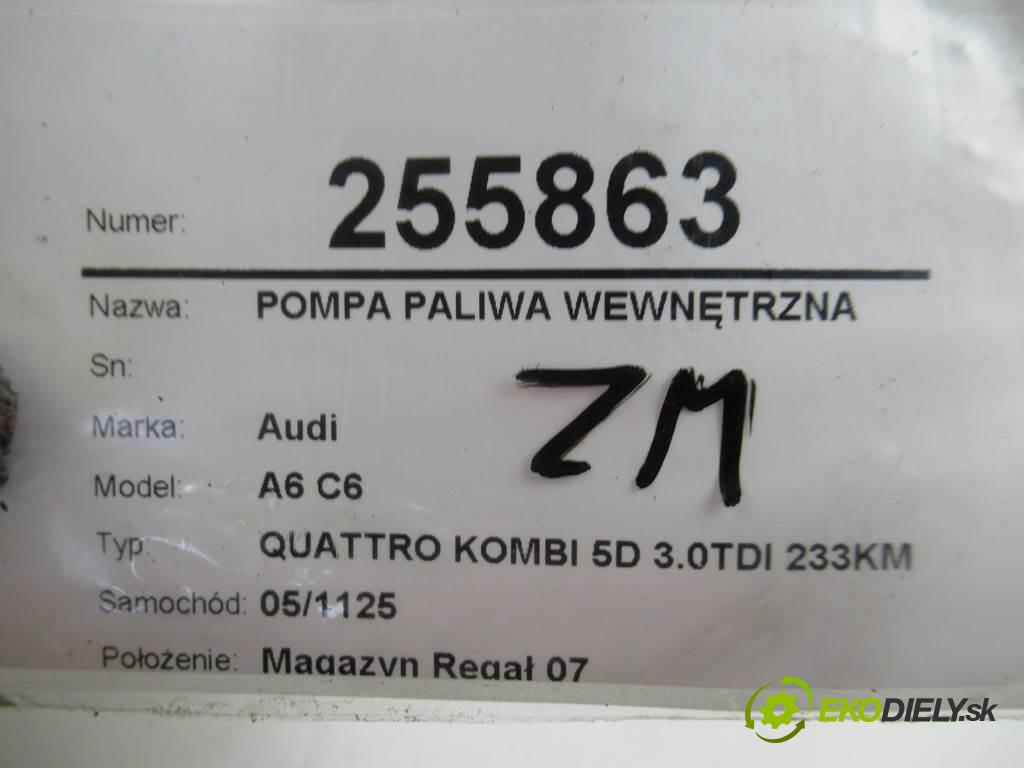 Numer: 255863
Nazwa: POMPA PALIWA WEWNĘTRZNA
Sn:
ZM
Marka: Audi
Model: A6 C6
Typ: QUATTRO KOMBI 5D 3.0TDI 233KM
Samochód: 05/1125
Położenie: Magazyn Regał 07
EKODIELY.sk